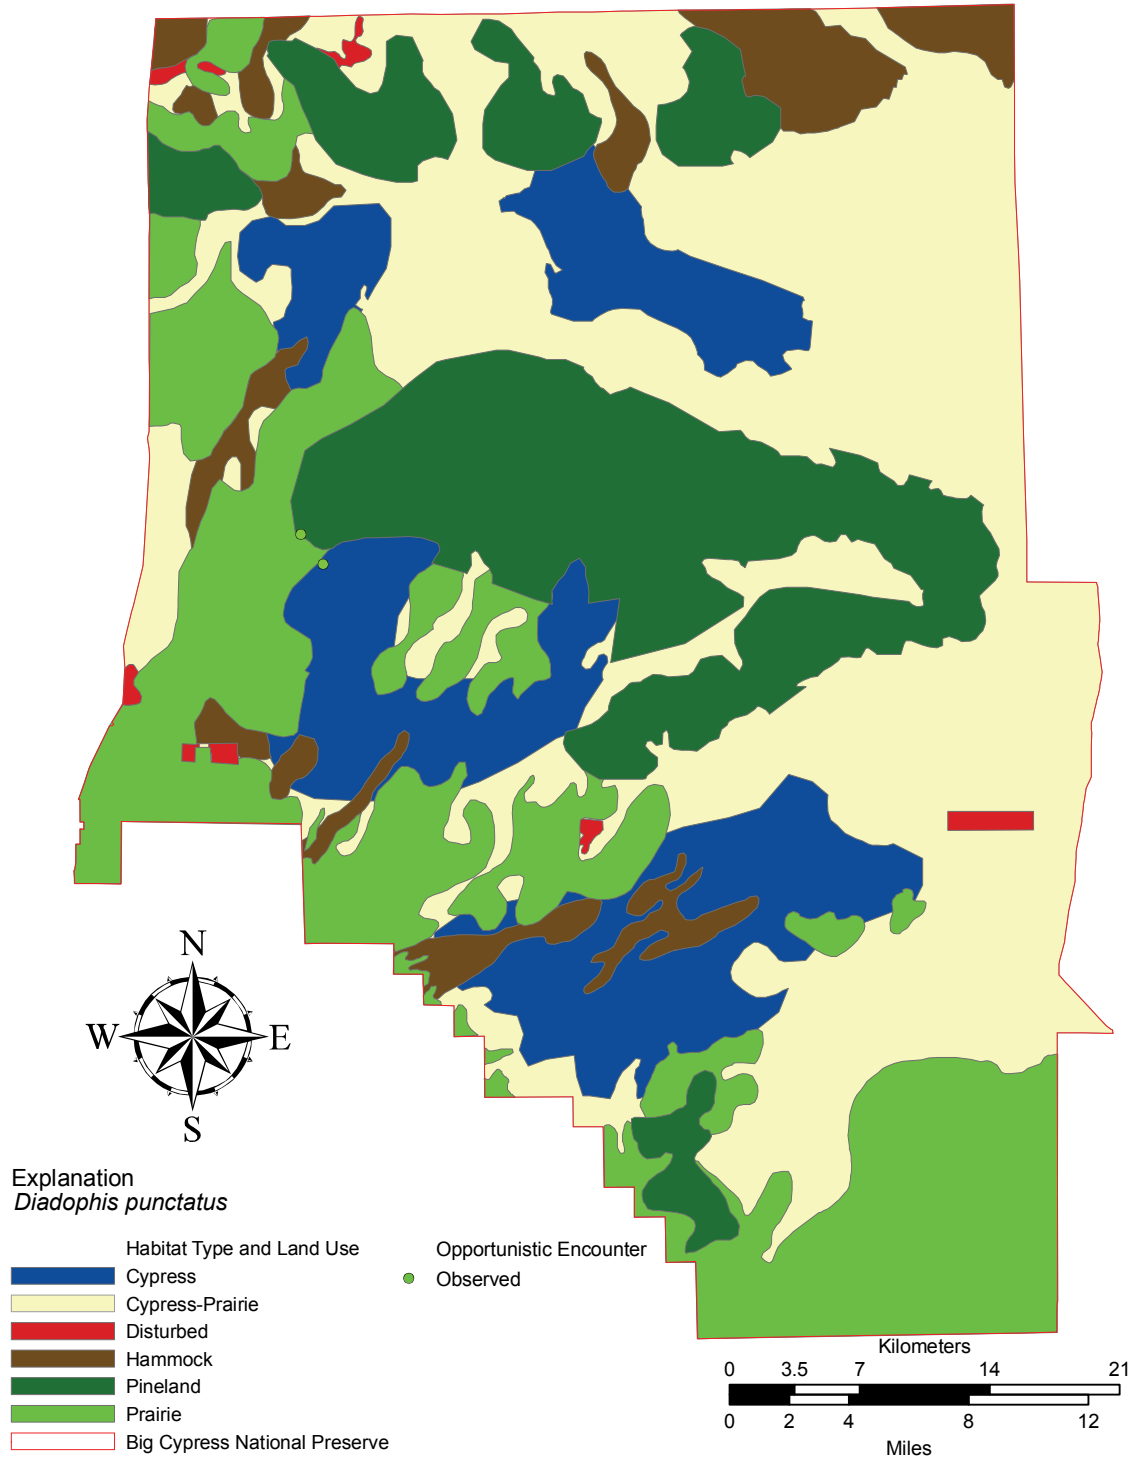 N
W E
S
Explanation
Diadophis punctatus
Habitat Type and Land Use
Cypress
Cypress-Prairie
Disturbed
Hammock
Pineland
Prairie
Big Cypress National Preserve
Opportunistic Encounter
Observed
Kilometers
0 3.5 7 14 21
0 2 4 8 12
Miles